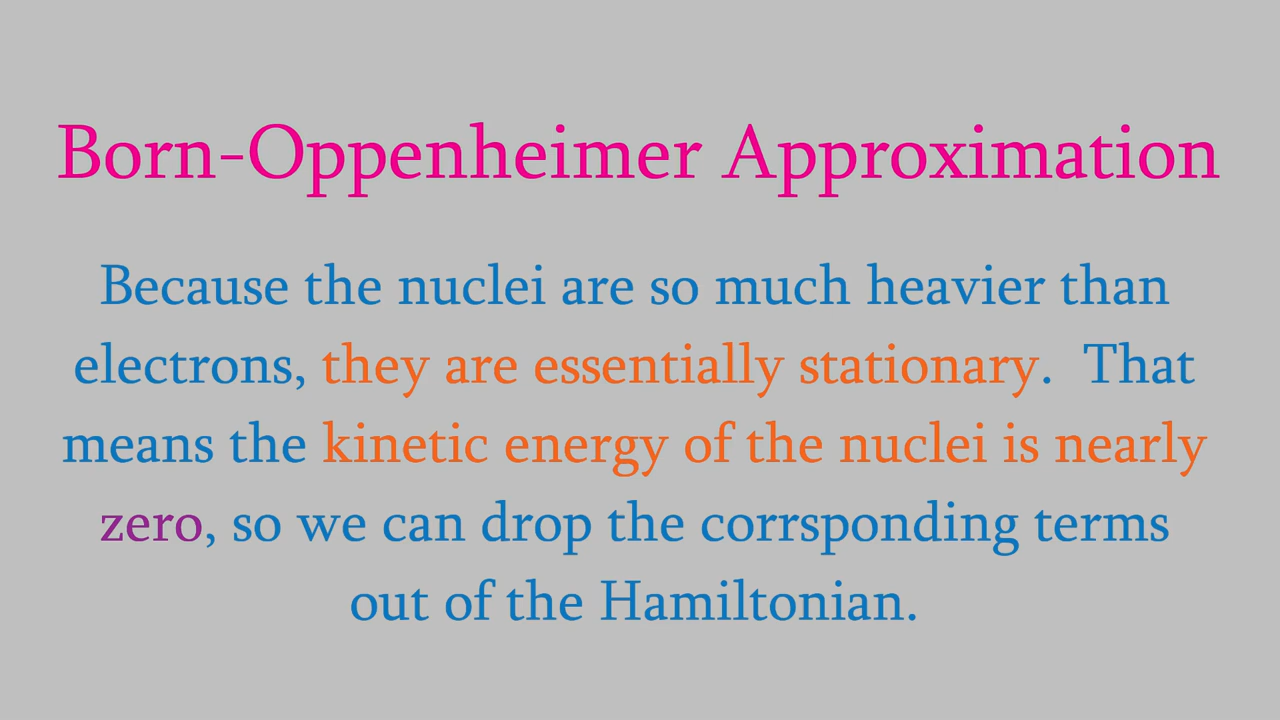 Born-Oppenheimer Approximation
Because the nuclei are so much heavier than
electrons, they are essentially stationary.  That
means the kinetic energy of the nuclei is nearly
zero, so we can drop the corrsponding terms
out of the Hamiltonian.